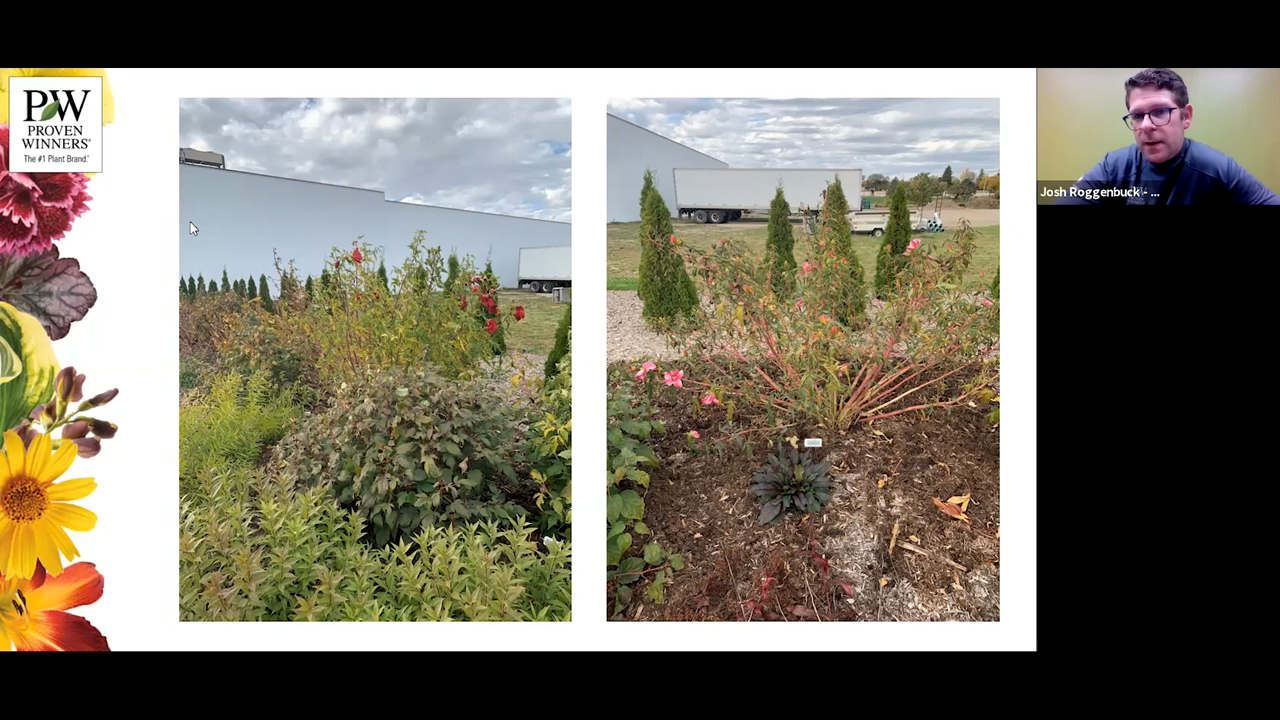 PW
PROVEN
WINNERS®
The #1 Plant Brand.®
Josh Roggenbuck - ...